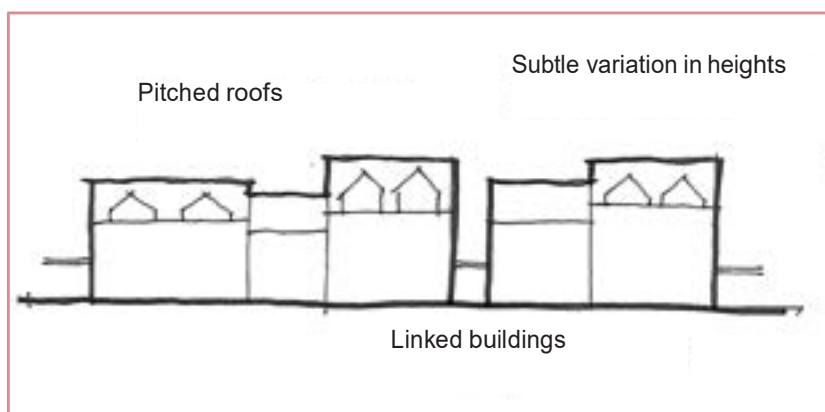 Subtle variation in heights
Pitched roofs
Linked buildings